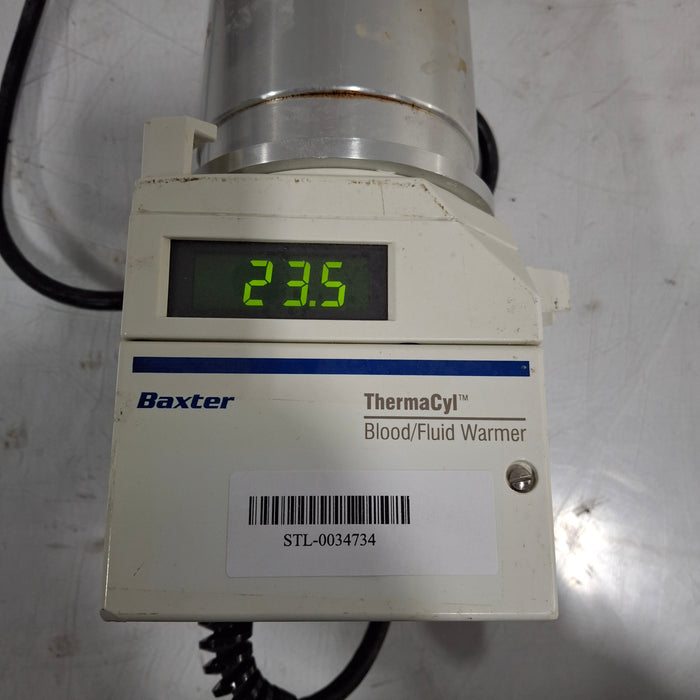 23.5
Baxter
ThermaCyl™
Blood/Fluid Warmer
STL-0034734